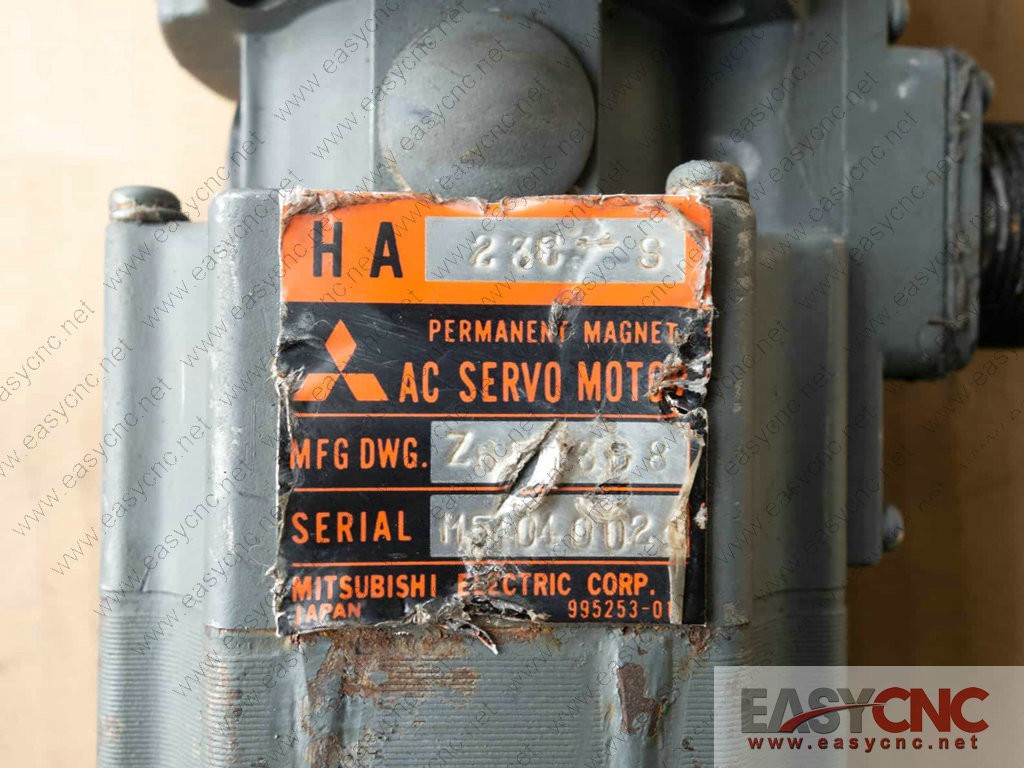 HA
PERMANENT MAGNET
AC SERVO MOTOR
MFG DWG.
SERIAL
MITSUBISHI ELECTRIC CORP.
JAPAN 995253-01
EASYCNC
www.easycnc.net